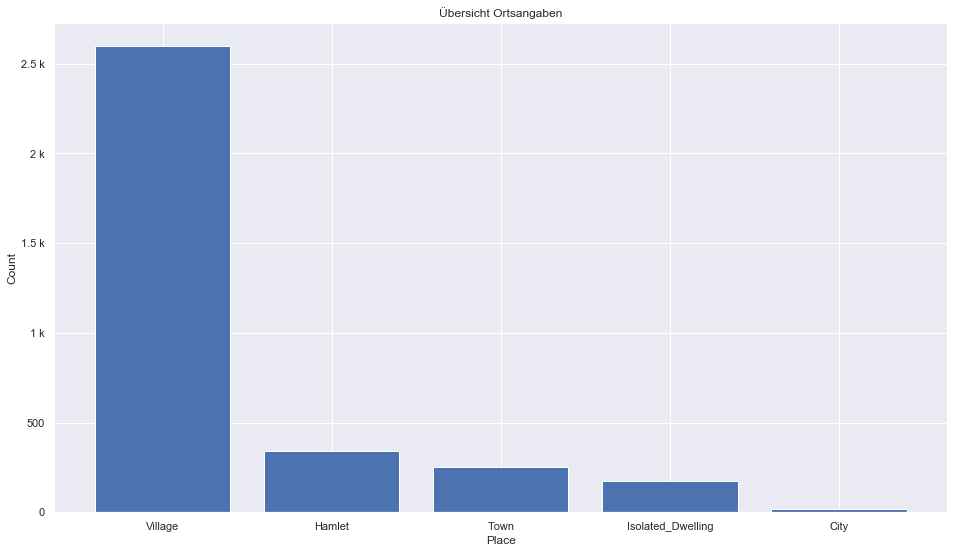 Übersicht Ortsangaben
2.5 k
2 k
1.5 k
1 k
500
0
Count
Village Hamlet Town Isolated_Dwelling City
Place